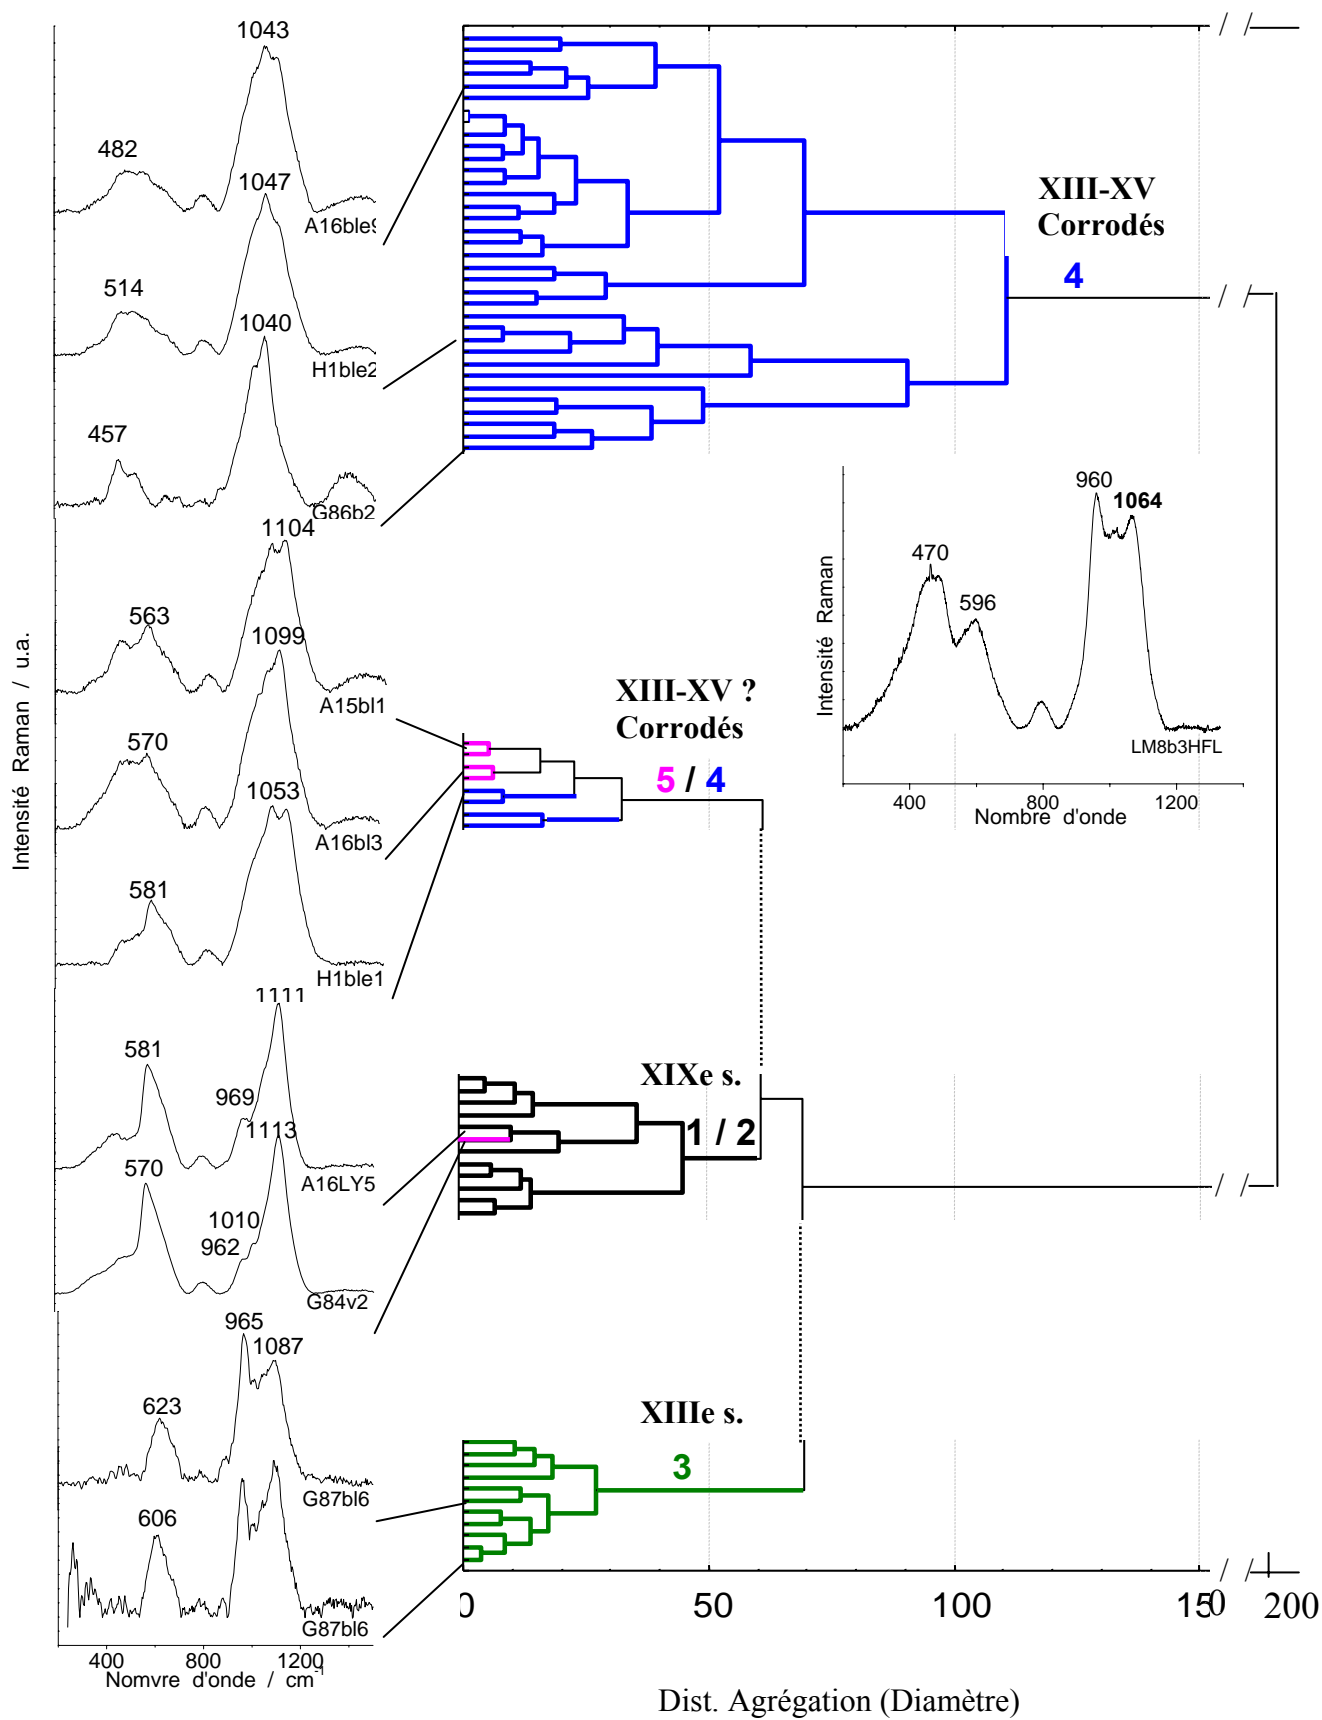 1043
482
1047
A16ble9
514
1040
H1ble2
457
G86b2
1104
563
1099
A15bl1
570
1053
A16bl3
581
H1ble1
1111
581
969
1113
570
A16LY5
1010
962
G84v2
965
1087
623
G87bl6
606
G87bl6
400 800 1200
Nomvre d'onde / cm-1
Intensité Raman / u.a.
XIII-XV
Corrodés
4
960
1064
470
596
Intensité Raman
LM8b3HFL
400 800 1200
Nombre d'onde
XIII-XV ?
Corrodés
5 / 4
XIXe s.
1 / 2
XIIIe s.
3
/ /
/ /
/ /
/ /
0 50 100 150 200
Dist. Agrégation (Diamètre)